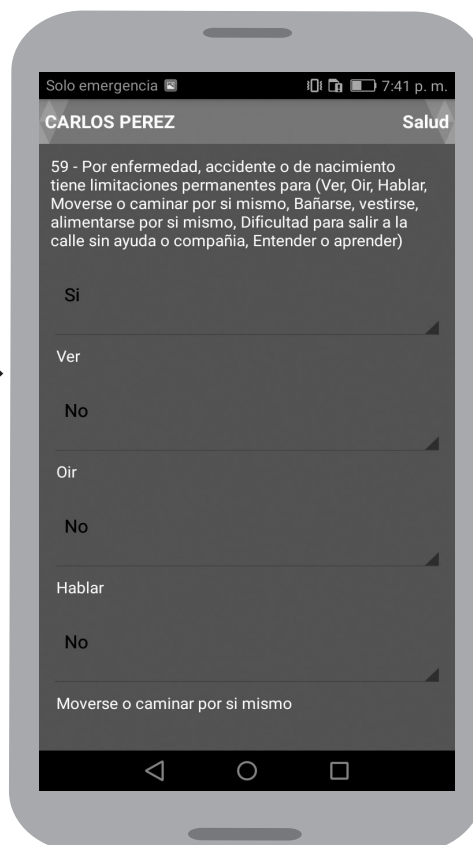 Solo emergencia 7:41 p. m.
CARLOS PEREZ Salud
59 - Por enfermedad, accidente o de nacimiento
tiene limitaciones permanentes para (Ver, Oir, Hablar,
Moverse o caminar por si mismo, Bañarse, vestirse,
alimentarse por si mismo, Dificultad para salir a la
calle sin ayuda o compañia, Entender o aprender)
Si
Ver
No
Oir
No
Hablar
No
Moverse o caminar por si mismo